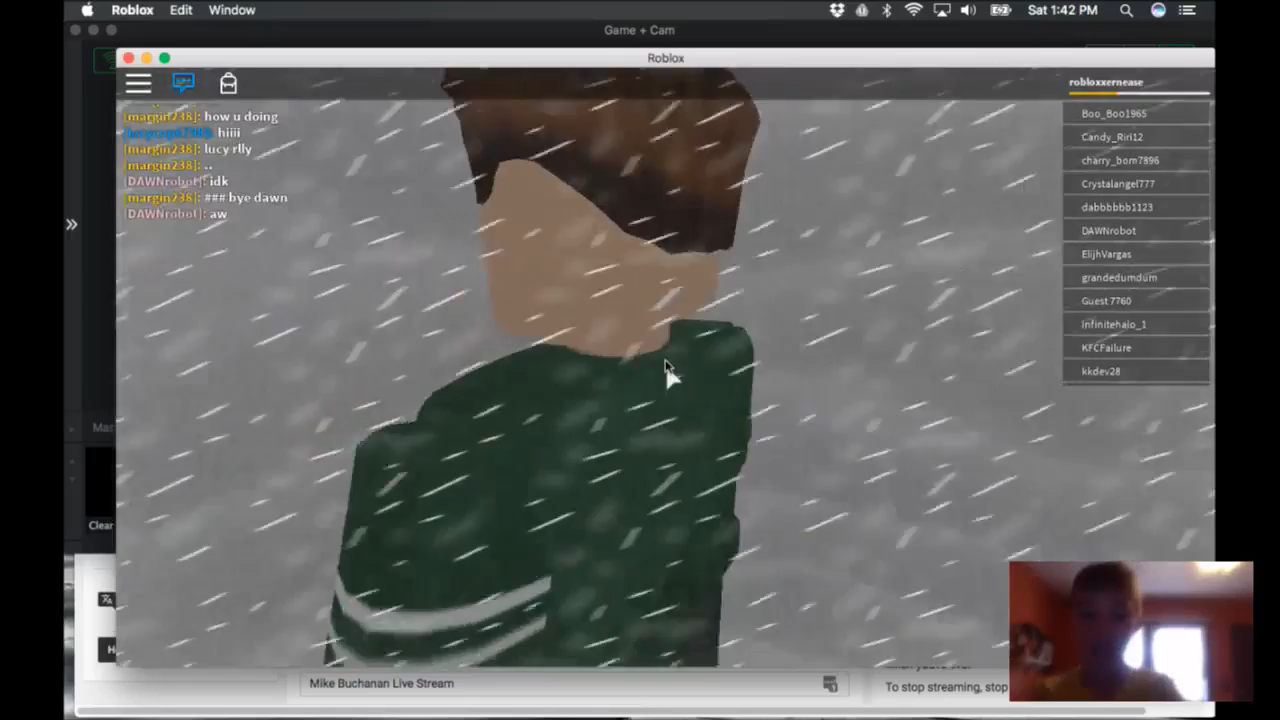 Roblox Edit Window
Sat 1:42 PM
Game + Cam
Roblox
robloxxernease
[margin238]: how u doing
hiiii
[margin238]: lucy rlly
[margin238]: ..
[DAWNrobot]: idk
[margin238]: ### bye dawn
[DAWNrobot]: aw
Boo_Boo1965
Candy_Riri12
charry_bom7896
Crystalangel777
dabbbbbb1123
DAWNrobot
ElijhVargas
grandedumdum
Guest 7760
Infinitehalo_1
KFCFailure
kkdev28
Mas
Clear
H
Mike Buchanan Live Stream
To stop streaming, stop